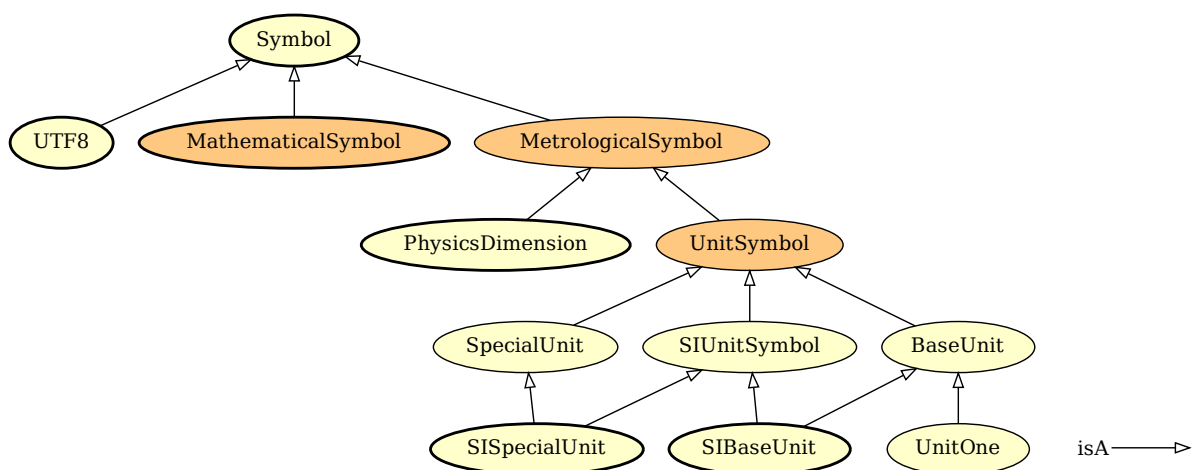 Symbol
UTF8
MathematicalSymbol
MetrologicalSymbol
PhysicsDimension
UnitSymbol
SpecialUnit
SIUnitSymbol
BaseUnit
SISpecialUnit
SIBaseUnit
UnitOne
isA